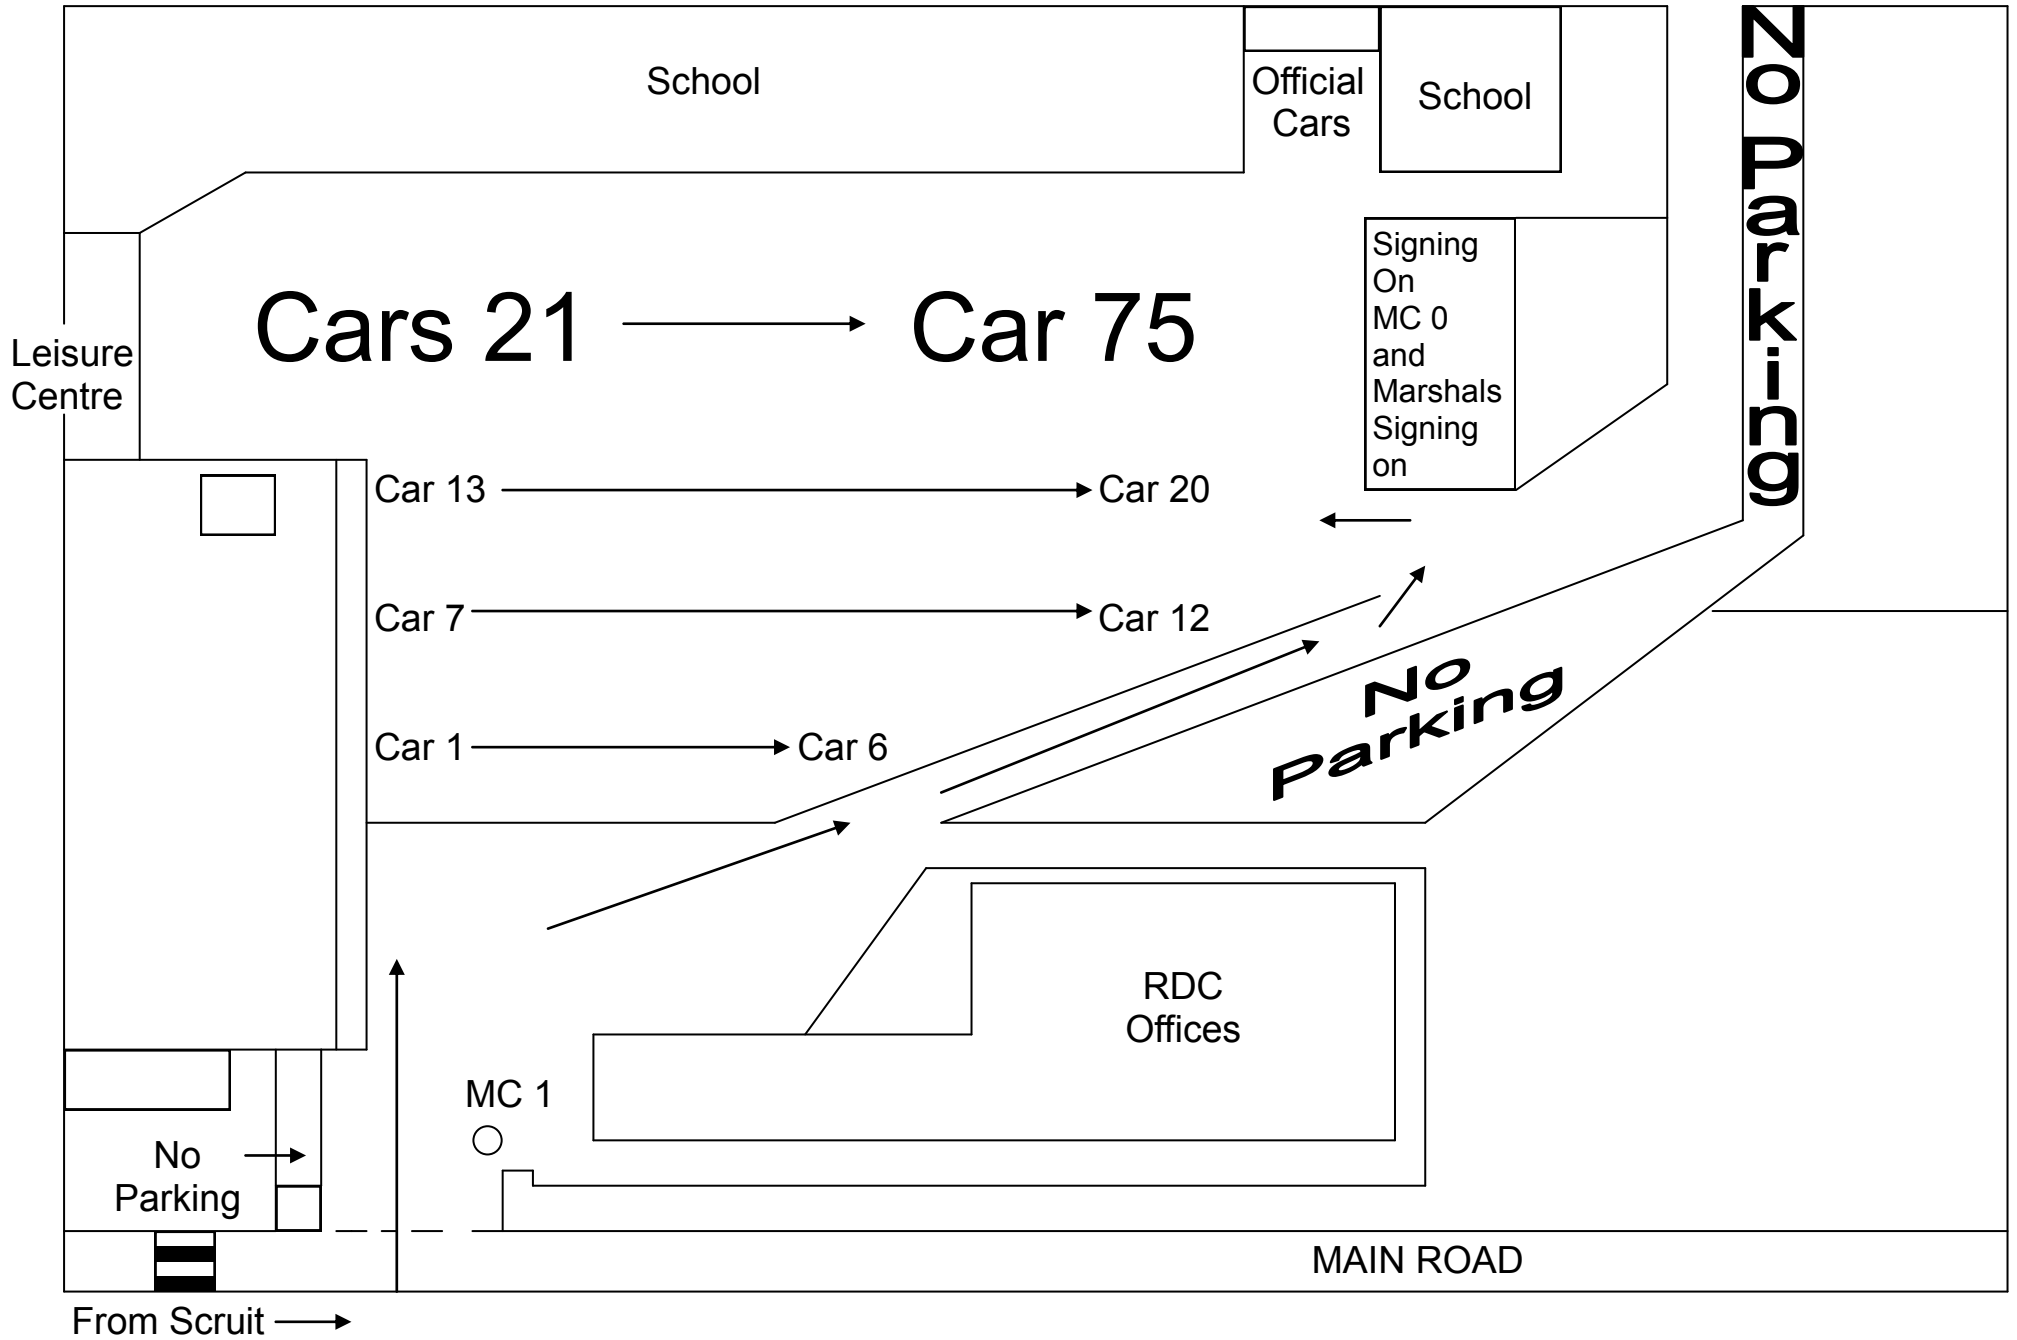 School
Official
Cars
School
No Parking
Signing
On
MC 0
and
Marshals
Signing
on
Cars 21
Car 75
Leisure
Centre
Car 13
Car 20
Car 7
Car 12
No
Parking
Car 1
Car 6
RDC
Offices
MC 1
No
Parking
MAIN ROAD
From Scruit